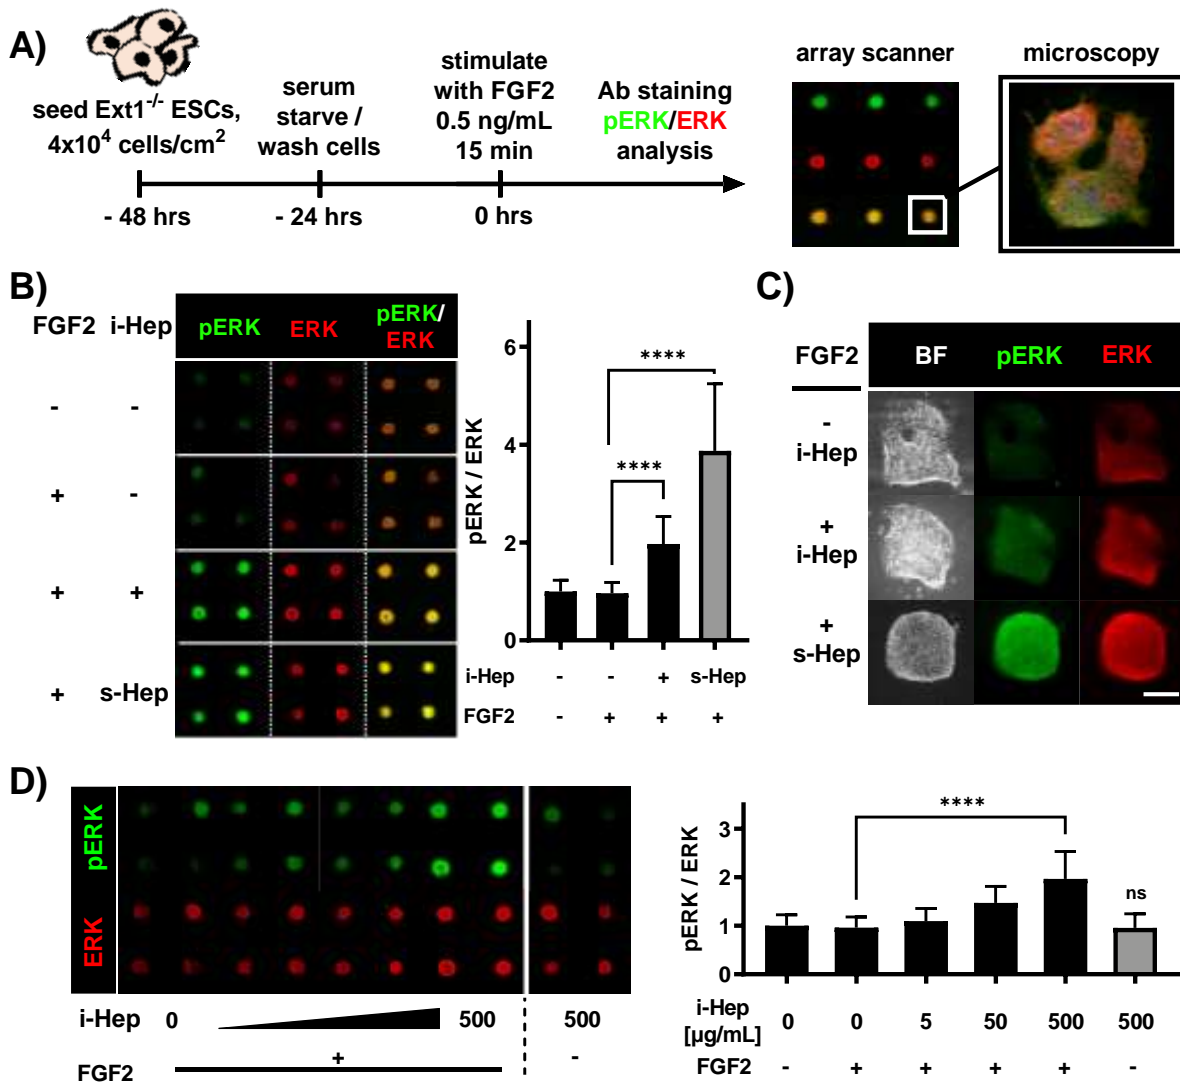 A)
seed Ext1-/- ESCs,
4x10⁴ cells/cm²
serum
starve /
wash cells
stimulate
with FGF2
0.5 ng/mL
15 min
Ab staining
pERK/ERK
analysis
- 48 hrs
- 24 hrs
0 hrs
array scanner
microscopy
B)
FGF2 i-Hep
pERK
ERK
pERK/
ERK
- -
+ -
+ +
+ s-Hep
pERK / ERK
6
4
2
0
****
****
i-Hep - - + s-Hep
FGF2 - + + +
C)
FGF2
BF
pERK
ERK
-
i-Hep
+
i-Hep
+
s-Hep
D)
pERK
ERK
i-Hep 0 500 500
FGF2 + -
pERK / ERK
3
2
1
0
****
ns
i-Hep
[µg/mL]
0 0 5 50 500 500
FGF2 - + + + + -